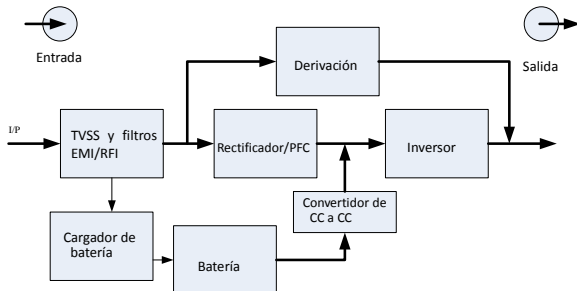 Entrada
Salida
Derivación
I/P
TVSS y filtros
EMI/RFI
Rectificador/PFC
Inversor
Convertidor de
CC a CC
Cargador de
batería
Batería